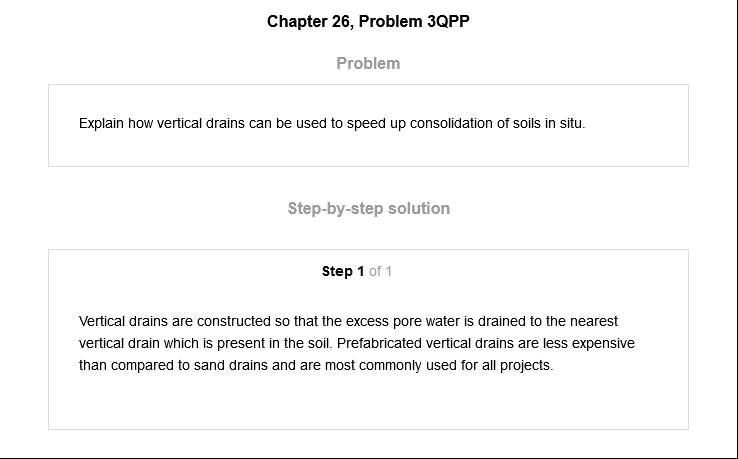 Chapter 26, Problem 3QPP
Problem
Explain how vertical drains can be used to speed up consolidation of soils in situ.
Step-by-step solution
Step 1 of 1
Vertical drains are constructed so that the excess pore water is drained to the nearest
vertical drain which is present in the soil. Prefabricated vertical drains are less expensive
than compared to sand drains and are most commonly used for all projects.